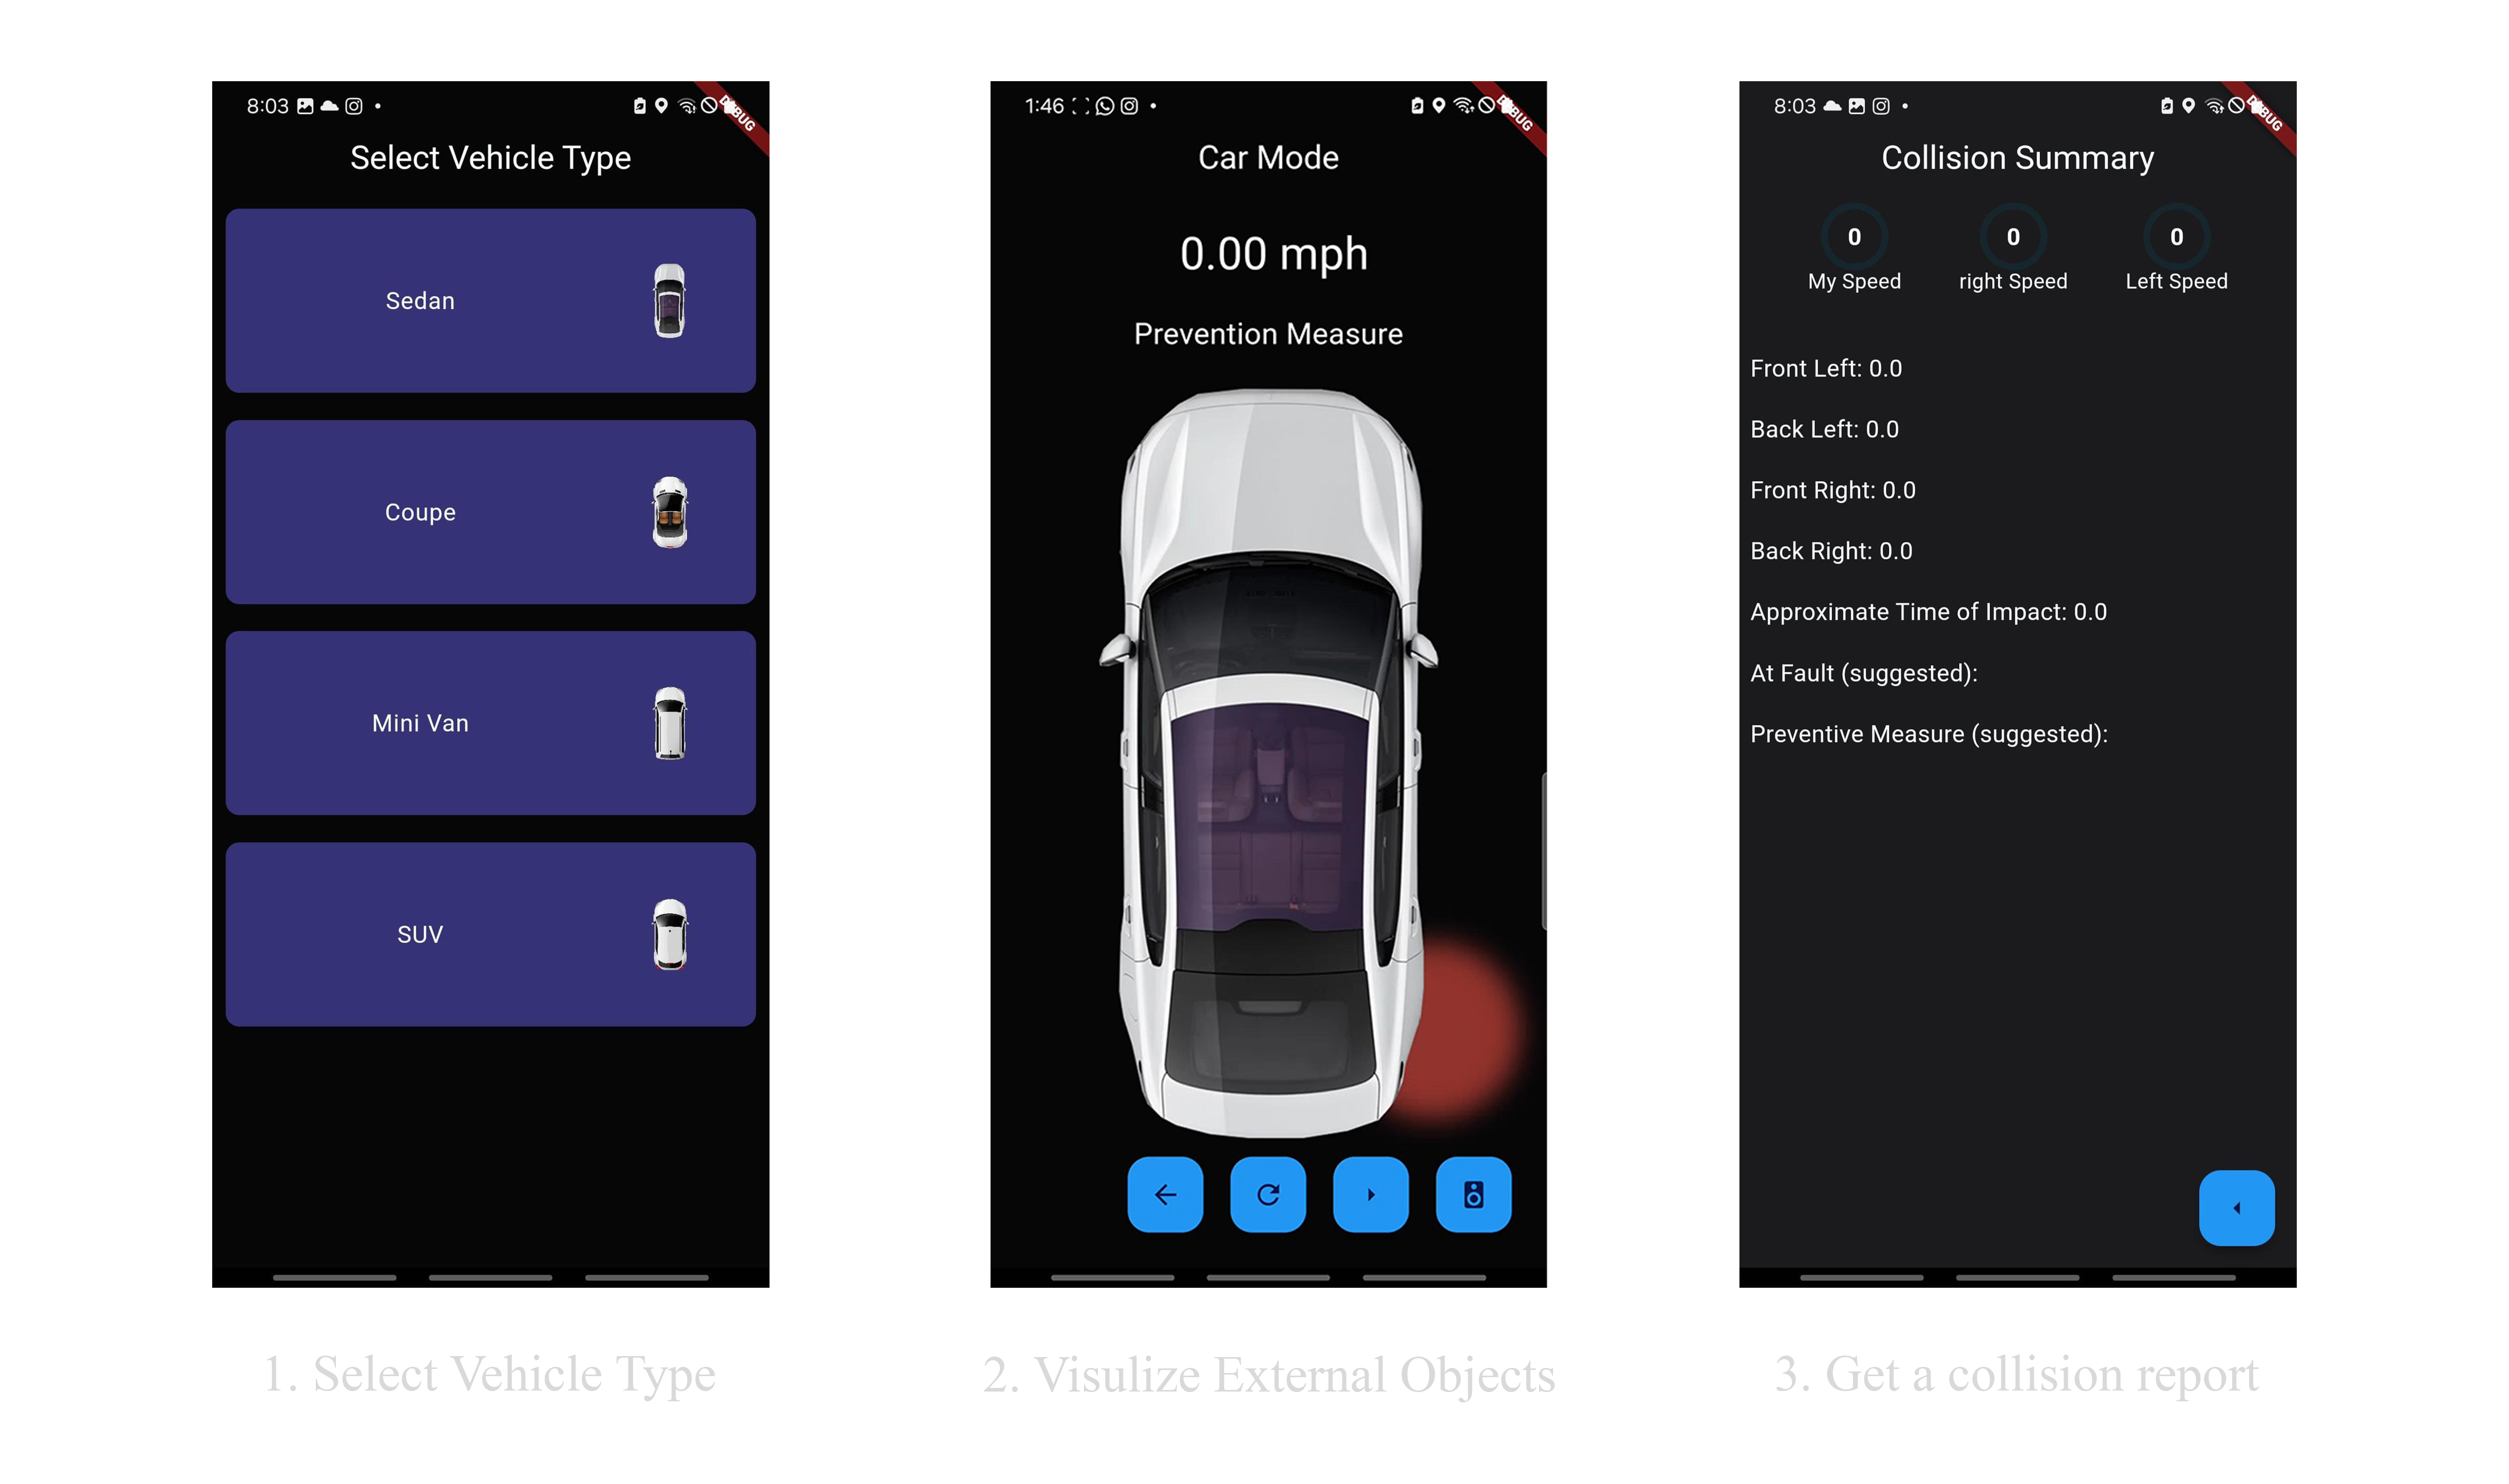 8:03
DEBUG
Select Vehicle Type
Sedan
Coupe
Mini Van
SUV
1. Select Vehicle Type
1:46
DEBUG
Car Mode
0.00 mph
Prevention Measure
2. Visulize External Objects
8:03
DEBUG
Collision Summary
0 0 0
My Speed right Speed Left Speed
Front Left: 0.0
Back Left: 0.0
Front Right: 0.0
Back Right: 0.0
Approximate Time of Impact: 0.0
At Fault (suggested):
Preventive Measure (suggested):
3. Get a collision report